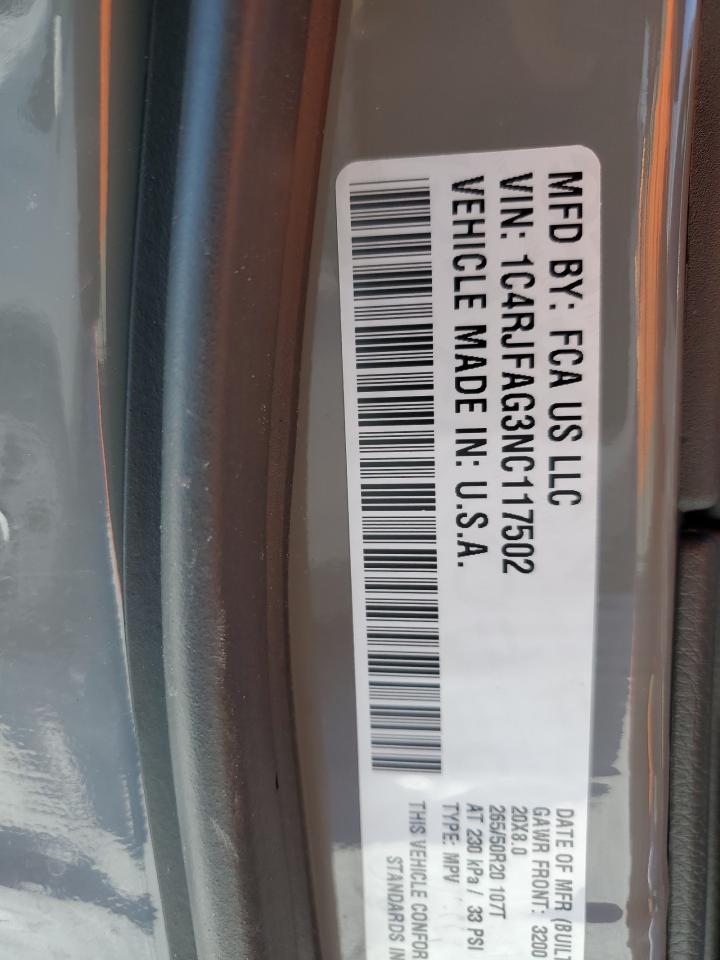 MFD BY: FCA US LLC
VIN: 1C4RJFAG3NC117502
VEHICLE MADE IN: U.S.A.
DATE OF MFR (BUILT
GAWR FRONT: 3200
20X8.0
265/50R20 107T
AT 230 kPa / 33 PSI
TYPE: MPV
THIS VEHICLE CONFOR
STANDARDS IN